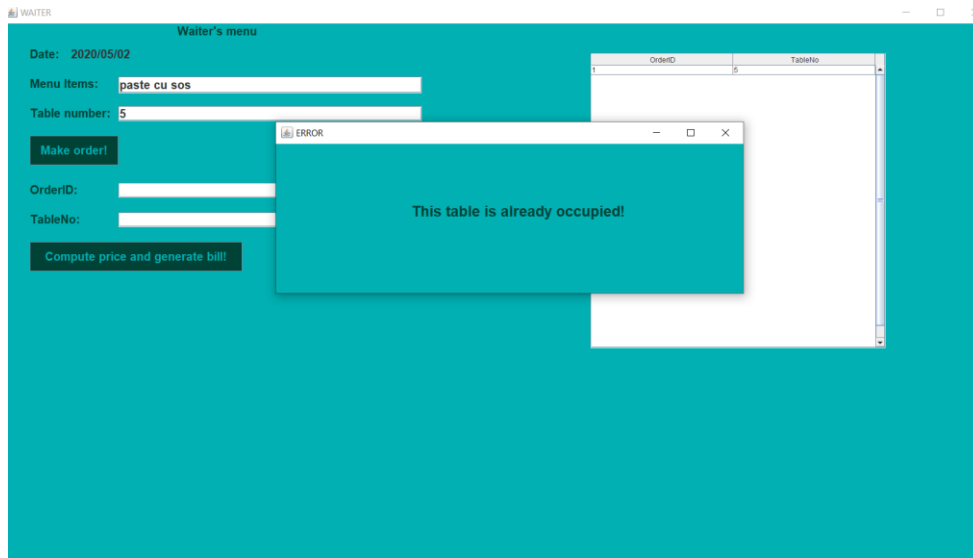 WAITER
Waiter's menu
Date: 2020/05/02
Menu Items: paste cu sos
Table number: 5
Make order!
OrderID:
TableNo:
Compute price and generate bill!
OrderID TableNo
1 5
ERROR
This table is already occupied!